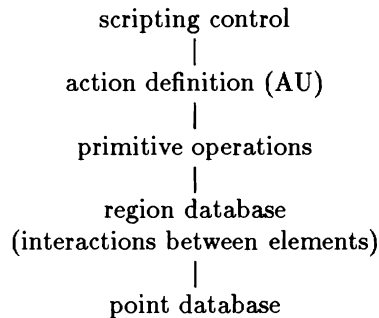 scripting control
action definition (AU)
primitive operations
region database
(interactions between elements)
point database